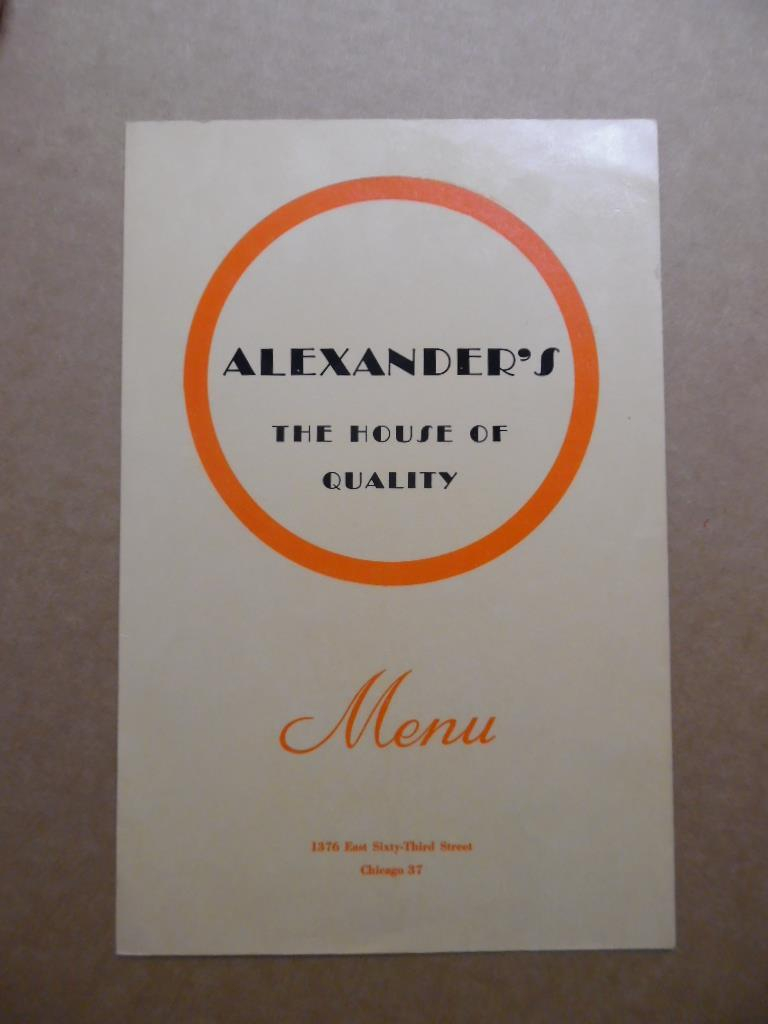 ALEXANDER'S
THE HOUSE OF
QUALITY
Menu
1376 East Sixty-Third Street
Chicago 37